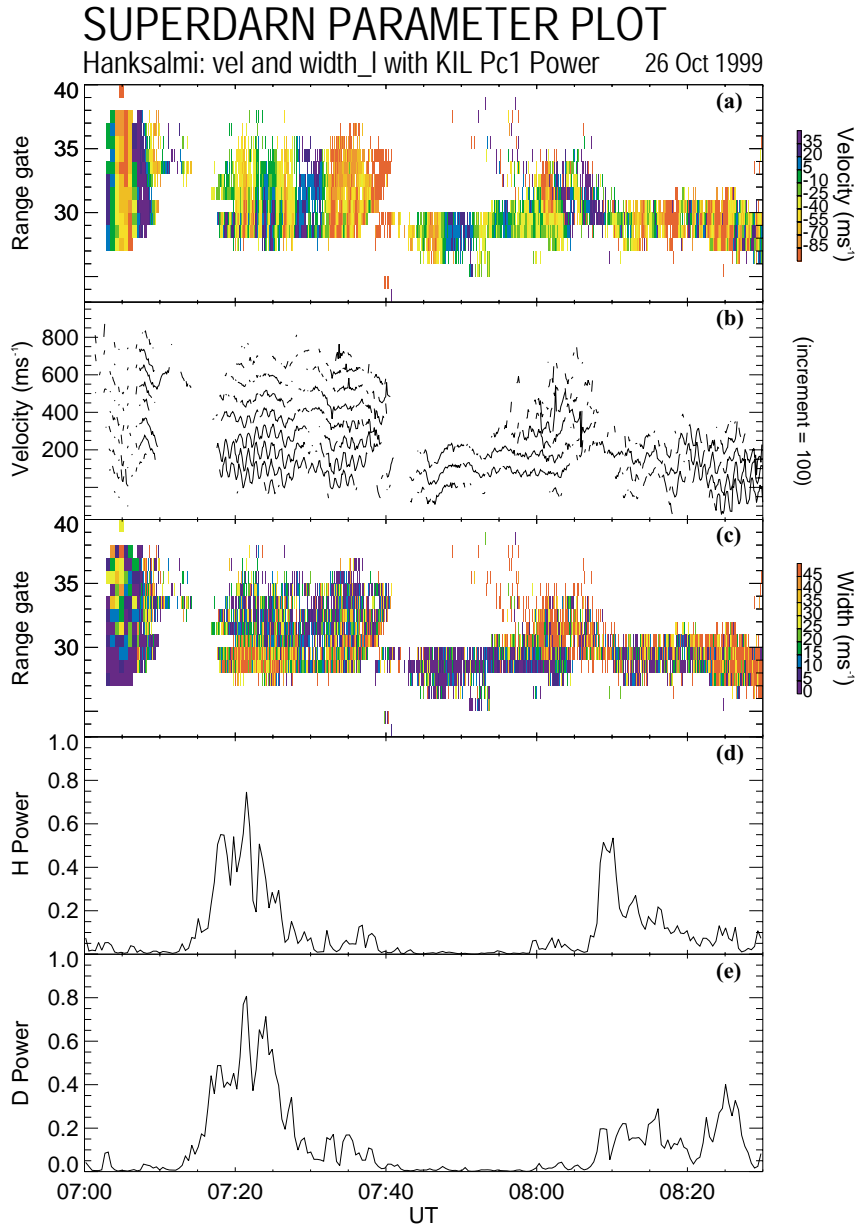 SUPERDARN PARAMETER PLOT
Hanksalmi: vel and width_l with KIL Pc1 Power 26 Oct 1999
(a)
40
35
30
Range gate
35
20
5
-10
-25
-40
-55
-70
-85
Velocity (ms⁻¹)
(b)
800
600
400
200
Velocity (ms⁻¹)
(increment = 100)
(c)
40
35
30
Range gate
45
40
35
30
25
20
15
10
5
0
Width (ms⁻¹)
(d)
1.0
0.8
0.6
0.4
0.2
H Power
(e)
1.0
0.8
0.6
0.4
0.2
0.0
D Power
07:00 07:20 07:40 08:00 08:20
UT